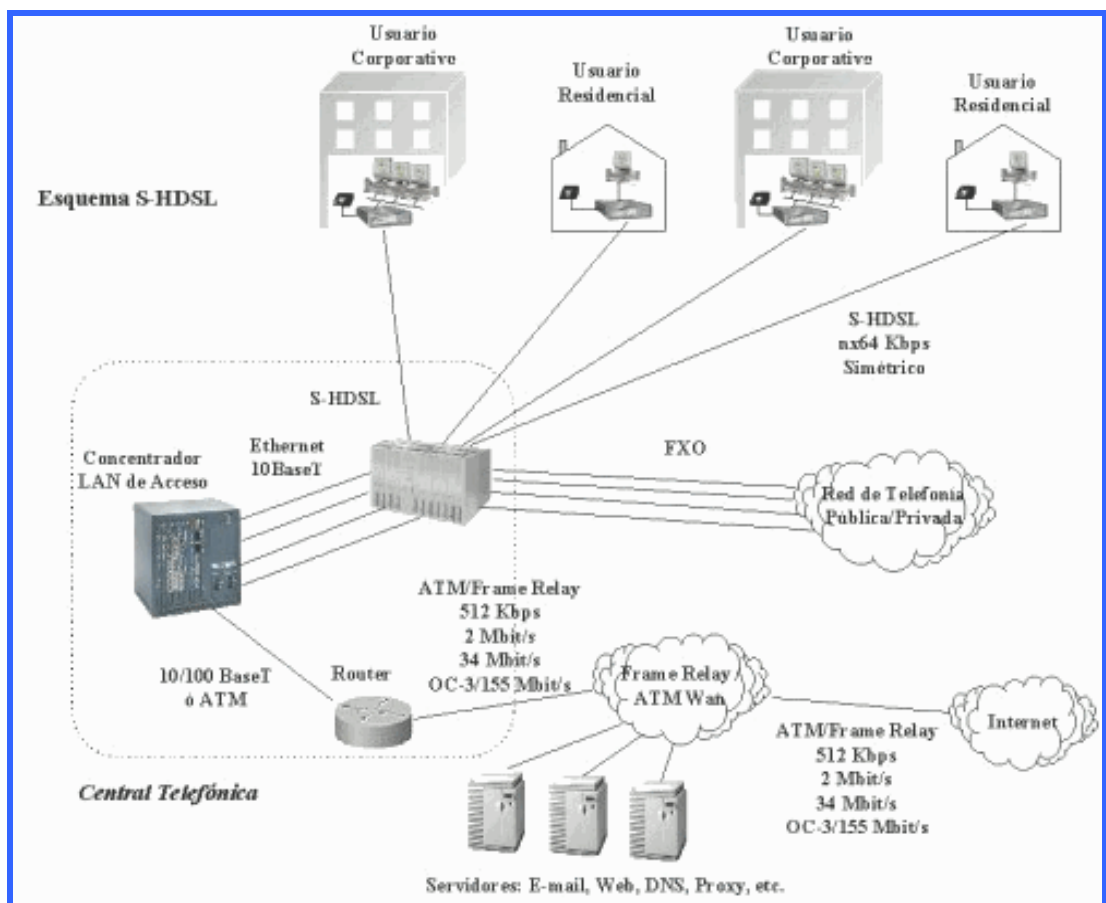 Usuario
Corporativo
Usuario
Residencial
Usuario
Corporativo
Usuario
Residencial
Esquema S-HDSL
S-HDSL
nx64 Kbps
Simétrico
S-HDSL
Ethernet
10BaseT
FXO
Concentrador
LAN de Acceso
Red de Telefonía
Pública/Privada
ATM/Frame Relay
512 Kbps
2 Mbit/s
34 Mbit/s
OC-3/155 Mbit/s
10/100 BaseT
ó ATM
Router
Frame Relay /
ATM Wan
Internet
ATM/Frame Relay
512 Kbps
2 Mbit/s
34 Mbit/s
OC-3/155 Mbit/s
Central Telefónica
Servidores: E-mail, Web, DNS, Proxy, etc.